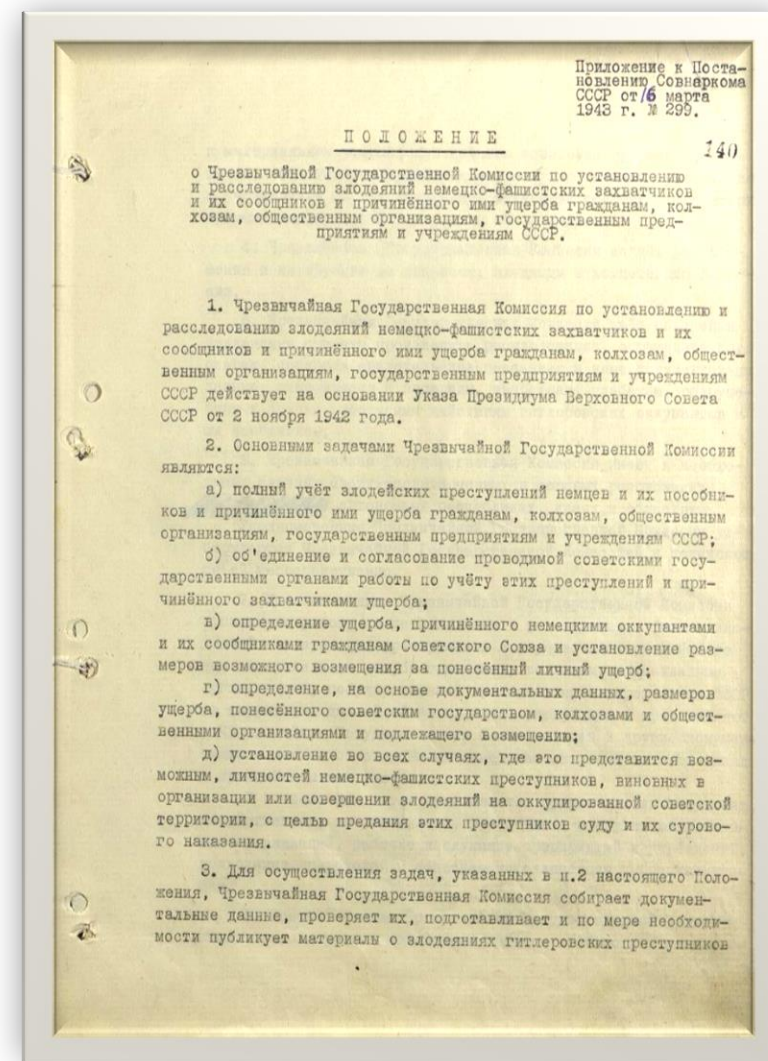 Приложение к Поста-
новлению Совнаркома
СССР от 16 марта
1943 г. № 299.
ПОЛОЖЕНИЕ
140
о Чрезвычайной Государственной Комиссии по установлению
и расследованию злодеяний немецко-фашистских захватчиков
и их сообщников и причинённого ими ущерба гражданам, кол-
хозам, общественным организациям, государственным пред-
приятиям и учреждениям СССР.
1. Чрезвычайная Государственная Комиссия по установлению и
расследованию злодеяний немецко-фашистских захватчиков и их
сообщников и причинённого ими ущерба гражданам, колхозам, общест-
венным организациям, государственным предприятиям и учреждениям
СССР действует на основании Указа Президиума Верховного Совета
СССР от 2 ноября 1942 года.
2. Основными задачами Чрезвычайной Государственной Комиссии
являются:
а) полный учёт злодейских преступлений немцев и их пособни-
ков и причинённого ими ущерба гражданам, колхозам, общественным
организациям, государственным предприятиям и учреждениям СССР;
б) об'единение и согласование проводимой советскими госу-
дарственными органами работы по учёту этих преступлений и при-
чинённого захватчиками ущерба;
в) определение ущерба, причинённого немецкими оккупантами
и их сообщниками гражданам Советского Союза и установление раз-
меров возможного возмещения за понесённый личный ущерб;
г) определение, на основе документальных данных, размеров
ущерба, понесённого советским государством, колхозами и общест-
венными организациями и подлежащего возмещению;
д) установление во всех случаях, где это представится воз-
можным, личностей немецко-фашистских преступников, виновных в
организации или совершении злодеяний на оккупированной советской
территории, с целью предания этих преступников суду и их сурово-
го наказания.
3. Для осуществления задач, указанных в п.2 настоящего Поло-
жения, Чрезвычайная Государственная Комиссия собирает докумен-
тальные данные, проверяет их, подготавливает и по мере необходи-
мости публикует материалы о злодеяниях гитлеровских преступников